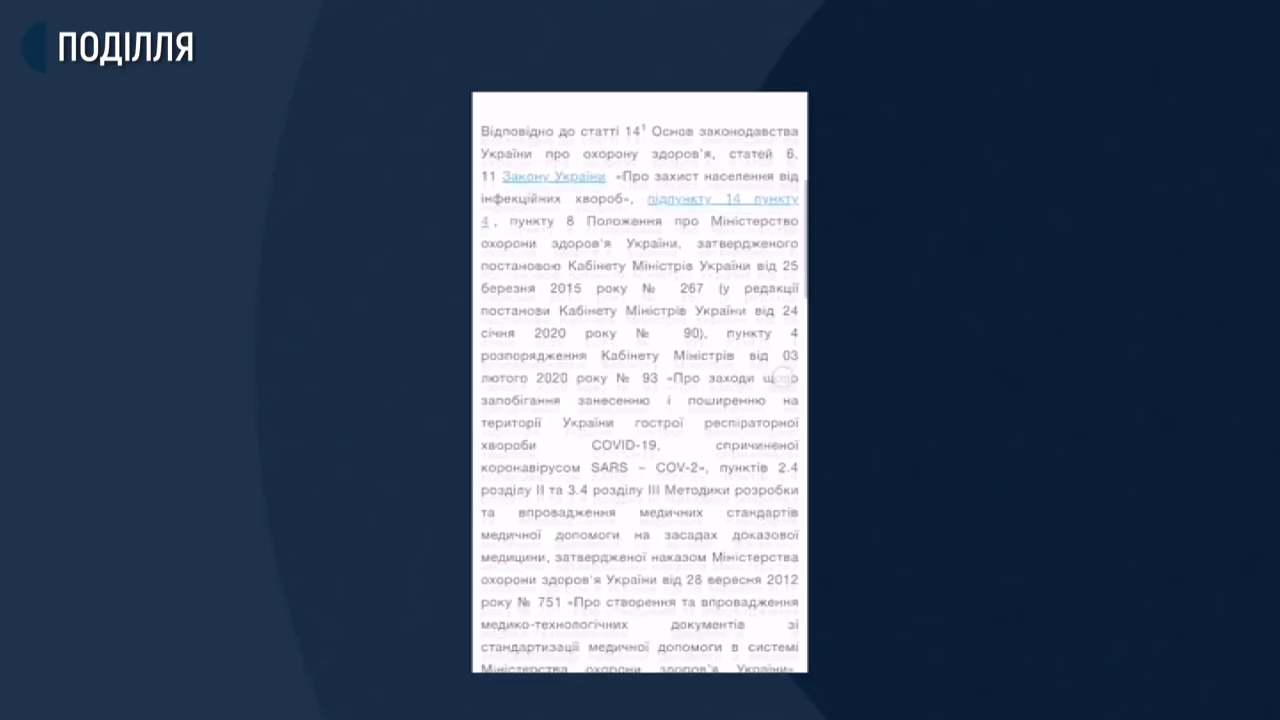 ПОДІЛЛЯ
Відповідно до статті 14¹ Основ законодавства
України про охорону здоров'я, статей 6,
11 Закону України «Про захист населення від
інфекційних хвороб», підпункту 14 пункту
4, пункту 8 Положення про Міністерство
охорони здоров'я України, затвердженого
постановою Кабінету Міністрів України від 25
березня 2015 року № 267 (у редакції
постанови Кабінету Міністрів України від 24
січня 2020 року № 90), пункту 4
розпорядження Кабінету Міністрів від 03
лютого 2020 року № 93 «Про заходи щодо
запобігання занесенню і поширенню на
території України гострої респіраторної
хвороби COVID-19, спричиненої
коронавірусом SARS – COV-2», пунктів 2.4
розділу II та 3.4 розділу III Методики розробки
та впровадження медичних стандартів
медичної допомоги на засадах доказової
медицини, затвердженої наказом Міністерства
охорони здоров'я України від 28 вересня 2012
року № 751 «Про створення та впровадження
медико-технологічних документів зі
стандартизації медичної допомоги в системі
Міністерства охорони здоров'я України»,